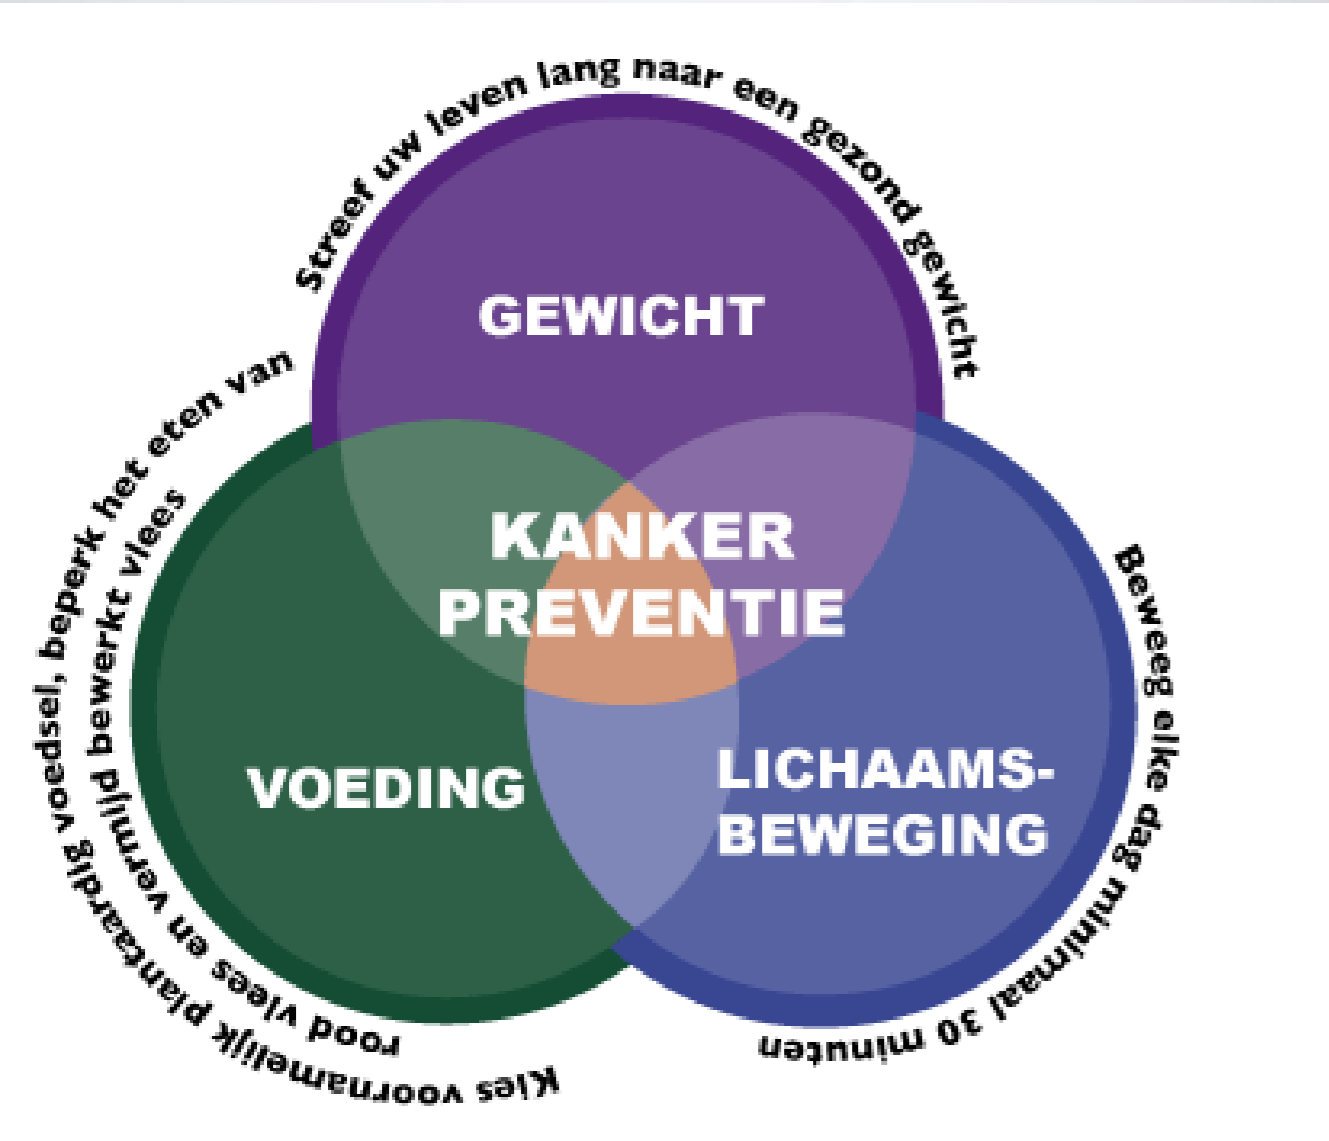 Streef uw leven lang naar een gezond gewicht
GEWICHT
KANKER
PREVENTIE
VOEDING
LICHAAMS-
BEWEGING
Kies voornamelijk plantaardig voedsel, beperk het eten van
rood vlees en vermijd bewerkt vlees
Beweeg elke dag minimaal 30 minuten